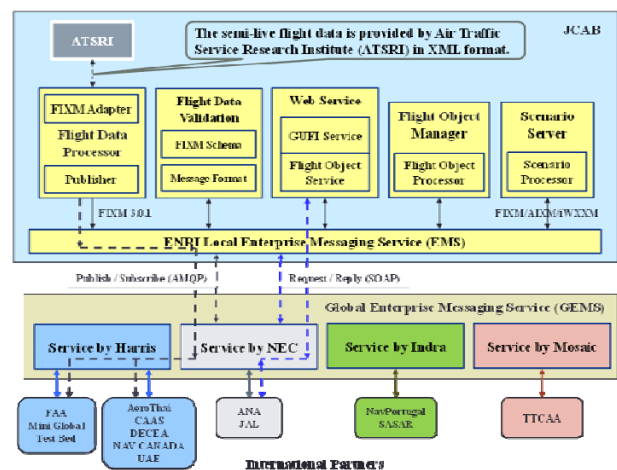 ATSRI
The semi-live flight data is provided by Air Traffic
Service Research Institute (ATSRI) in XML format.
JCAB
FIXM Adapter
Flight Data
Processor
Publisher
Flight Data
Validation
FIXM Schema
Message Format
Web Service
GUFI Service
Flight Object
Service
Flight Object
Manager
Flight Object
Processor
Scenario
Server
Scenario
Processor
FIXM 3.0.1
FIXM/AIXM/iWXXM
ENRI Local Enterprise Messaging Service (EMS)
Publish / Subscribe (AMQP)
Request / Reply (SOAP)
Global Enterprise Messaging Service (GEMS)
Service by Harris
Service by NEC
Service by Indra
Service by Mosaic
FAA
Mini Global
Test Bed
AeroThai
CAAS
DECEA
NAV CANADA
UAE
ANA
JAL
NavPortugal
SASAR
TTCAA
International Partners